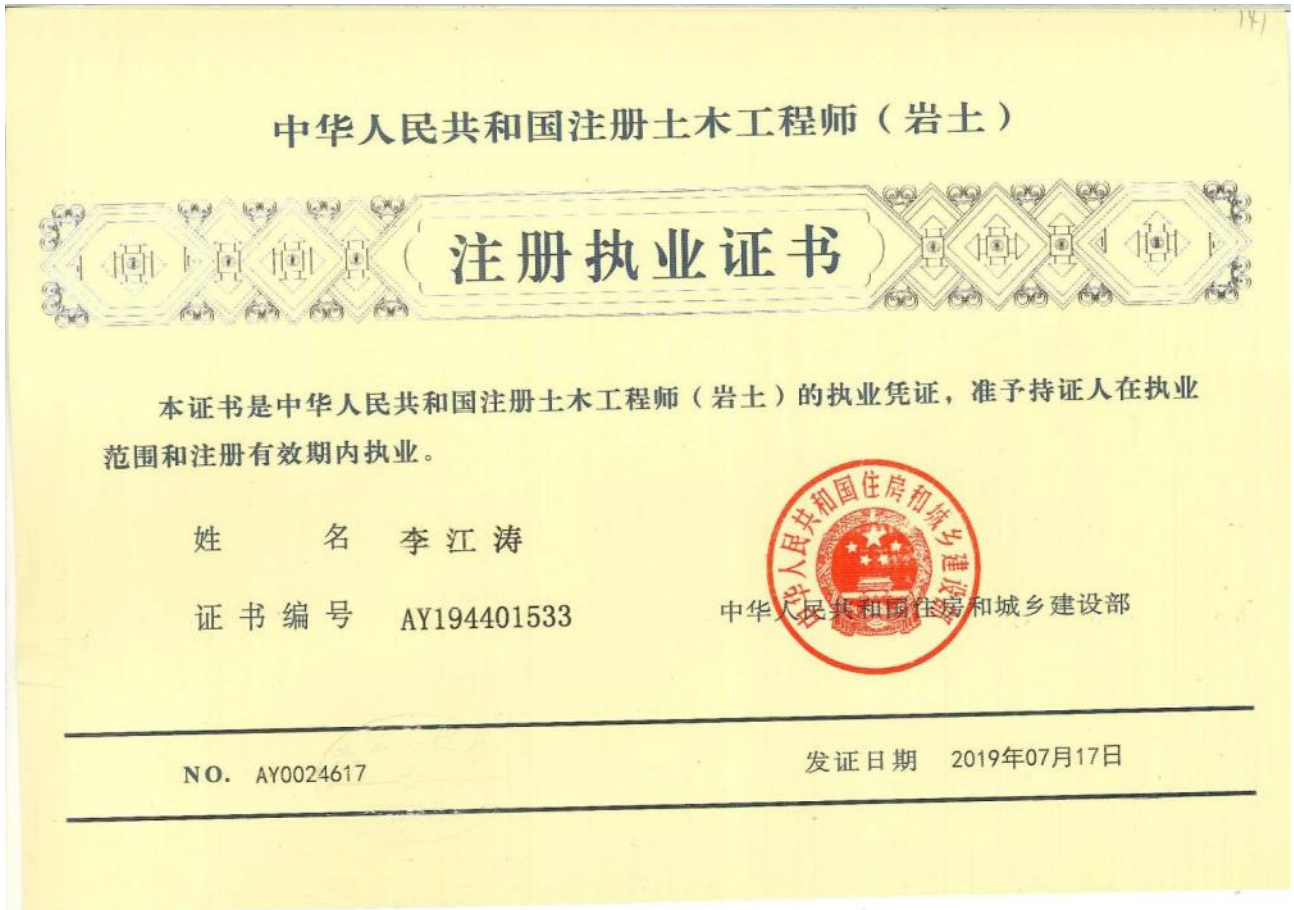 141
中华人民共和国注册土木工程师（岩土）
注册执业证书
本证书是中华人民共和国注册土木工程师（岩土）的执业凭证，准予持证人在执业
范围和注册有效期内执业。
姓 名 李江涛
证书编号 AY194401533
中华人民共和国住房和城乡建设部
中华人民共和国住房和城乡建设部
NO. AY0024617
发证日期 2019年07月17日